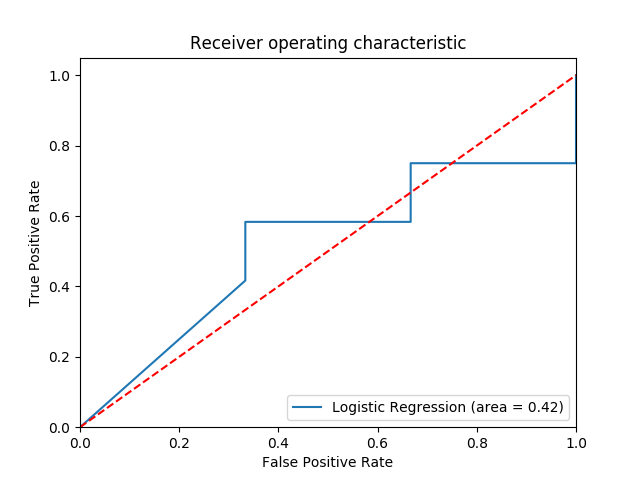 Receiver operating characteristic
1.0
0.8
0.6
0.4
0.2
0.0
True Positive Rate
Logistic Regression (area = 0.42)
0.0 0.2 0.4 0.6 0.8 1.0
False Positive Rate